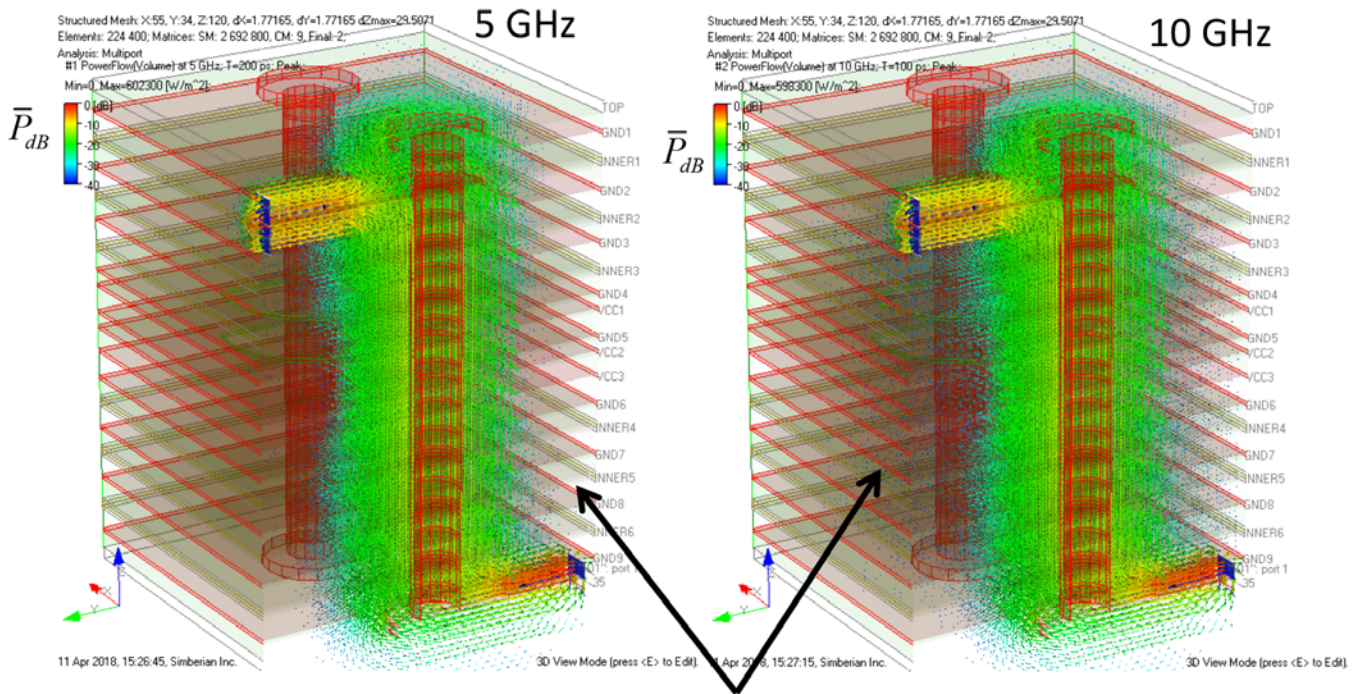 Structured Mesh: X:55, Y:34, Z:120, dX=1.77165, dY=1.77165 dZmax=29.5071
Elements: 224 400; Matrices: SM: 2 692 800, CM: 9, Final: 2;
Analysis: Multiport
#1 PowerFlow(Volume) at 5 GHz; T=200 ps; Peak;
Min=0, Max=602300 [W/m^2];
5 GHz
P̅dB
0 [dB]
-10
-20
-30
-40
TOP
GND1
INNER1
GND2
INNER2
GND3
INNER3
GND4
VCC1
GND5
VCC2
VCC3
GND6
INNER4
GND7
INNER5
GND8
INNER6
GND9
port 1
35
X
Y
Z
11 Apr 2018, 15:26:45, Simberian Inc.
3D View Mode (press <E> to Edit).
Structured Mesh: X:55, Y:34, Z:120, dX=1.77165, dY=1.77165 dZmax=29.5071
Elements: 224 400; Matrices: SM: 2 692 800, CM: 9, Final: 2;
Analysis: Multiport
#2 PowerFlow(Volume) at 10 GHz; T=100 ps; Peak;
Min=0, Max=598300 [W/m^2];
10 GHz
P̅dB
0 [dB]
-10
-20
-30
-40
TOP
GND1
INNER1
GND2
INNER2
GND3
INNER3
GND4
VCC1
GND5
VCC2
VCC3
GND6
INNER4
GND7
INNER5
GND8
INNER6
GND9
port 1
35
X
Y
Z
1 Apr 2018, 15:27:15, Simberian Inc.
3D View Mode (press <E> to Edit).